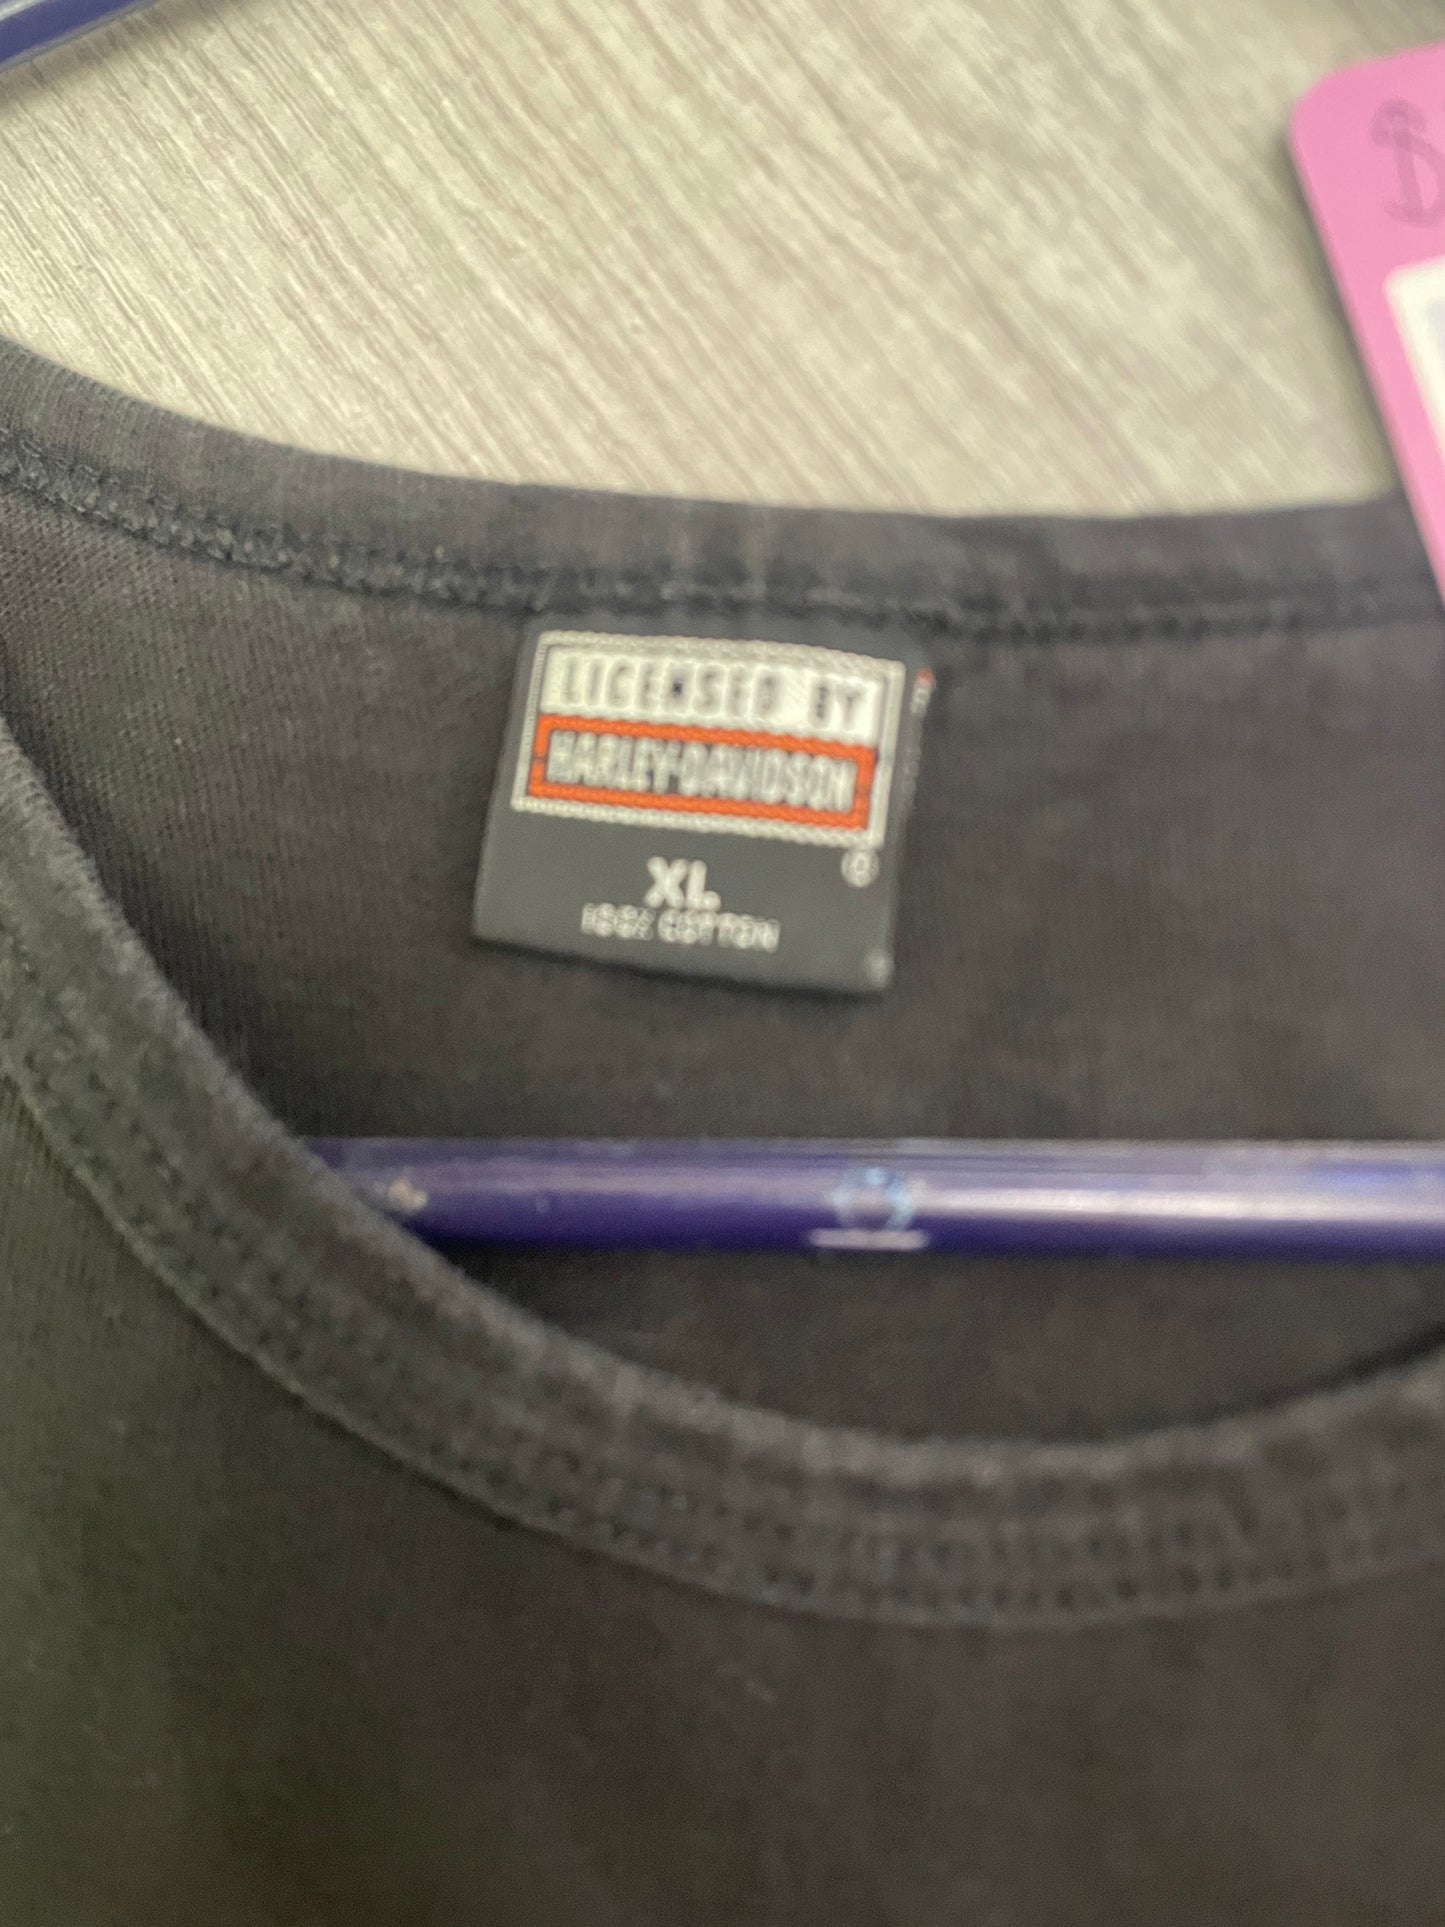 LICENSED BY
HARLEY-DAVIDSON
®
XL
100% COTTON